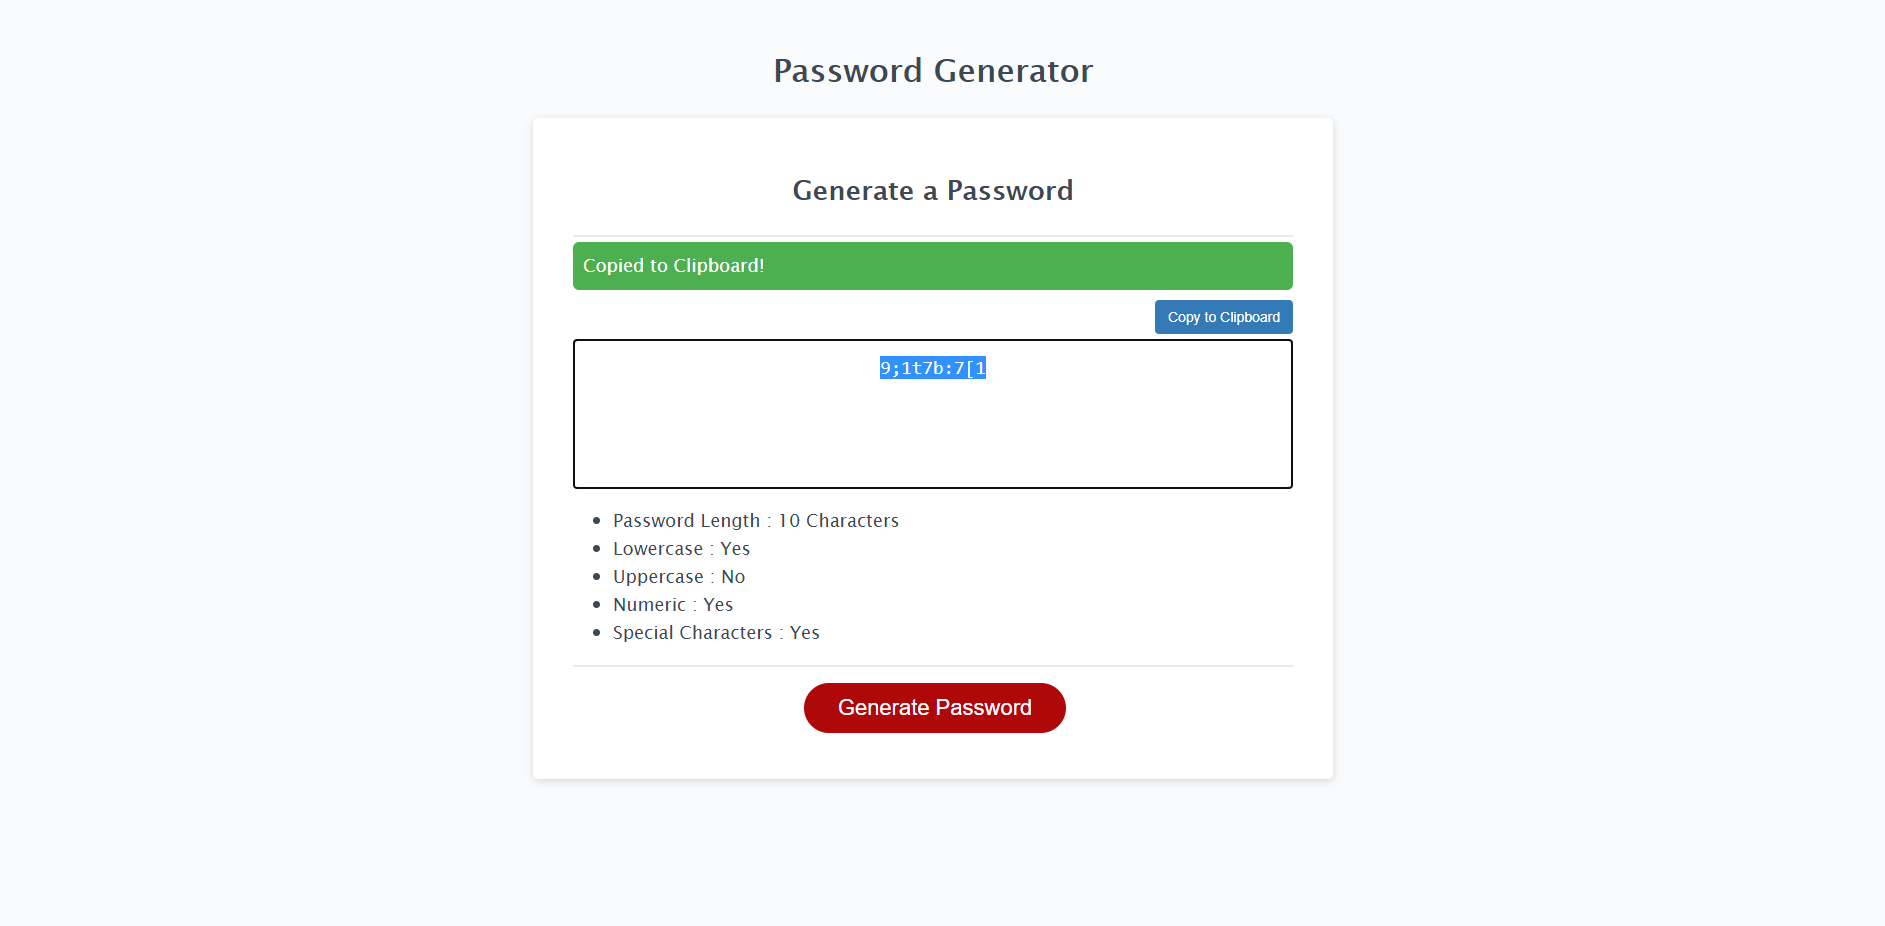 Password Generator
Generate a Password
Copied to Clipboard!
Copy to Clipboard
9;1t7b:7[1
Password Length : 10 Characters
Lowercase : Yes
Uppercase : No
Numeric : Yes
Special Characters : Yes
Generate Password